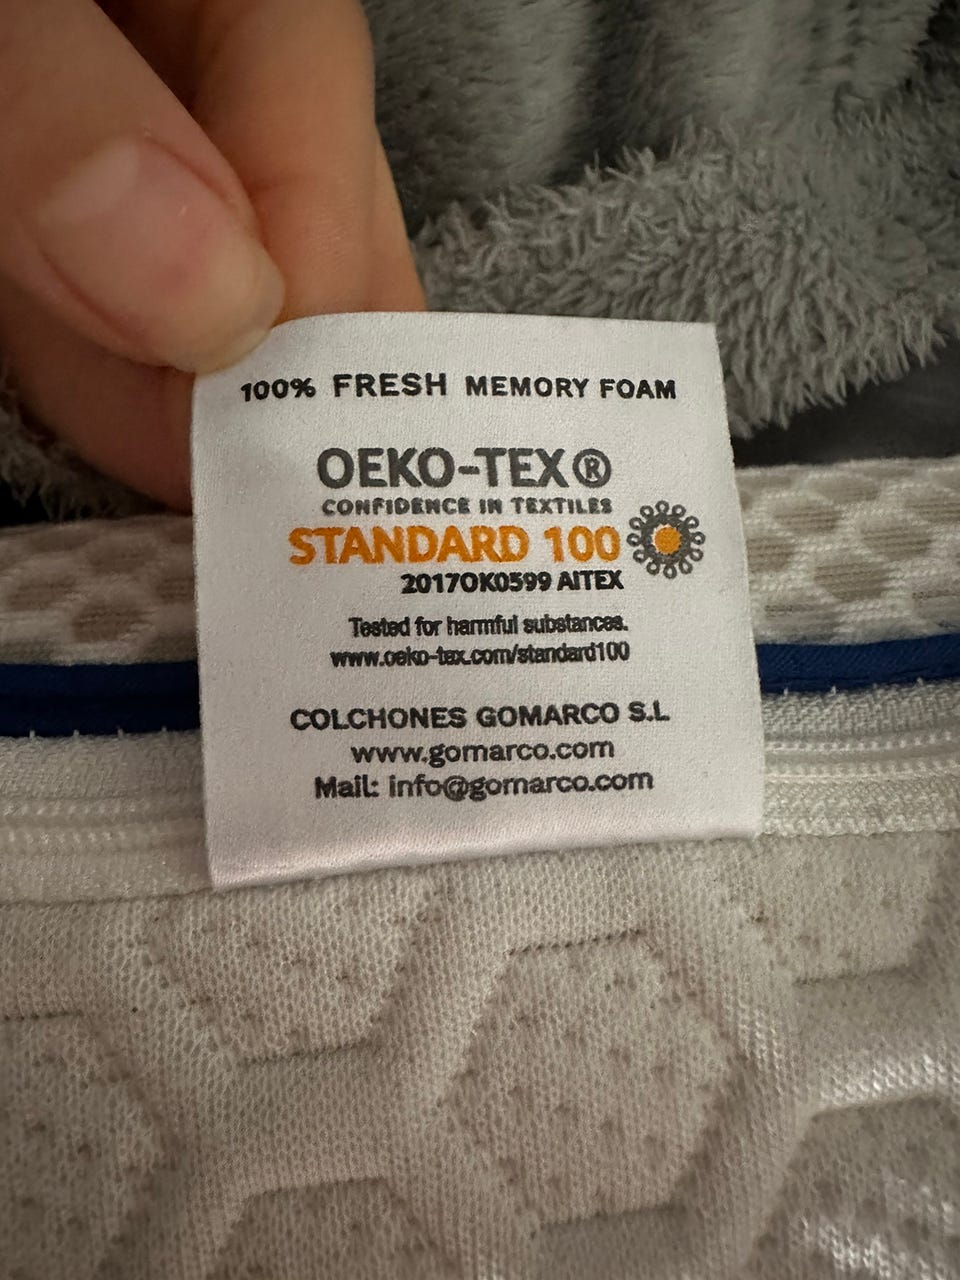 100% FRESH MEMORY FOAM
OEKO-TEX®
CONFIDENCE IN TEXTILES
STANDARD 100
2017OK0599 AITEX
Tested for harmful substances.
www.oeko-tex.com/standard100
COLCHONES GOMARCO S.L
www.gomarco.com
Mail: info@gomarco.com